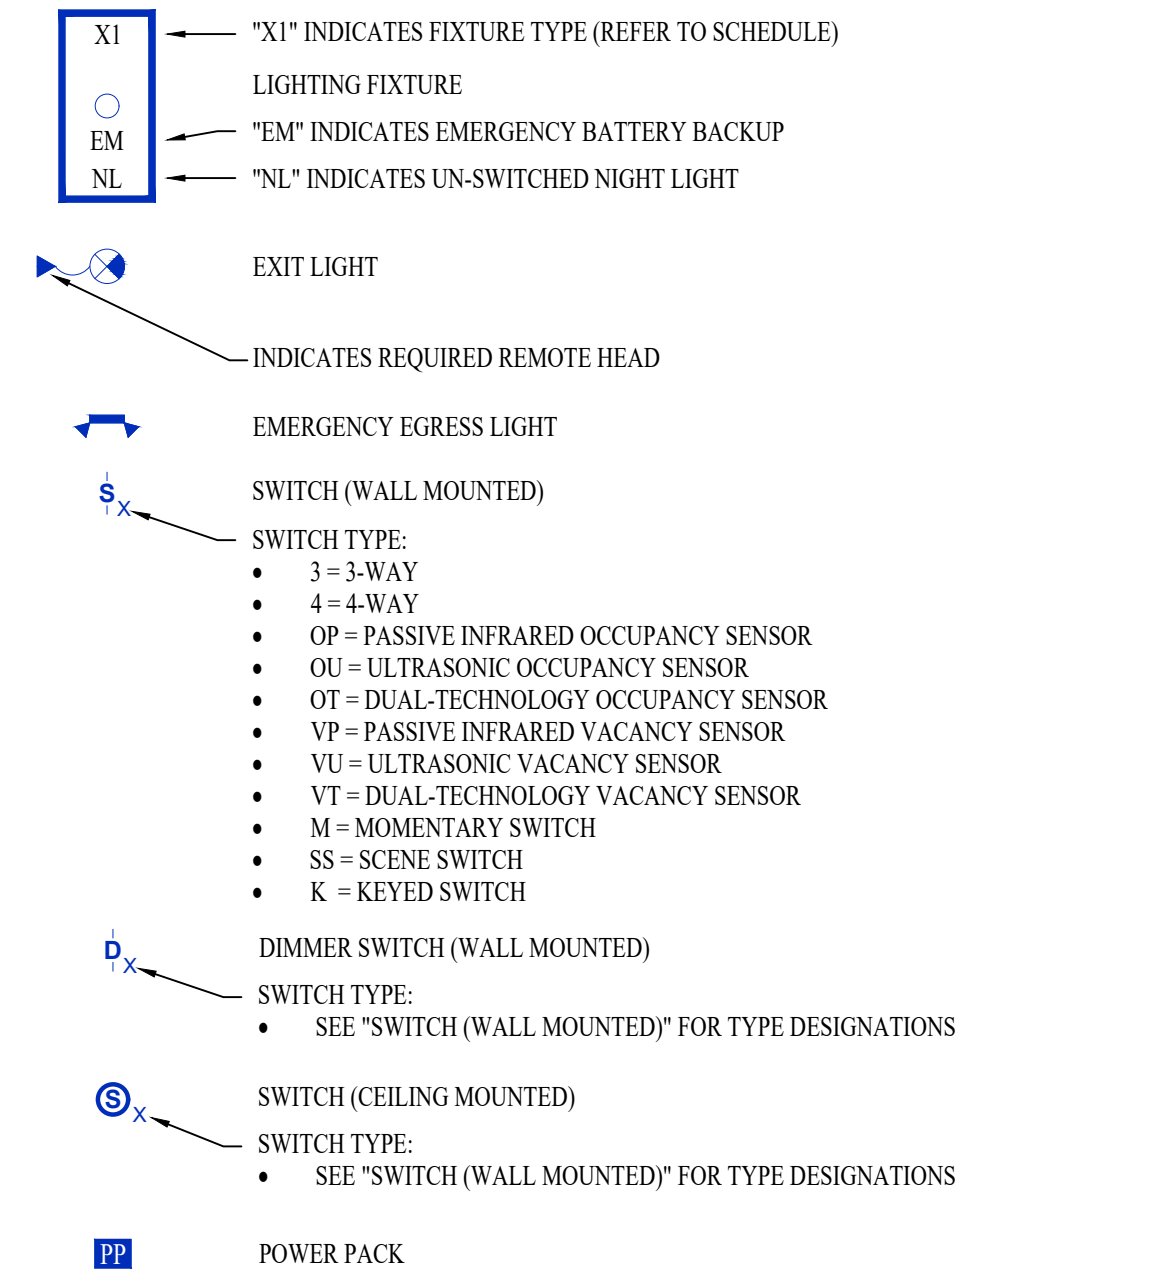 X1 "X1" INDICATES FIXTURE TYPE (REFER TO SCHEDULE)
LIGHTING FIXTURE
EM "EM" INDICATES EMERGENCY BATTERY BACKUP
NL "NL" INDICATES UN-SWITCHED NIGHT LIGHT
EXIT LIGHT
INDICATES REQUIRED REMOTE HEAD
EMERGENCY EGRESS LIGHT
S X SWITCH (WALL MOUNTED)
SWITCH TYPE:
• 3 = 3-WAY
• 4 = 4-WAY
• OP = PASSIVE INFRARED OCCUPANCY SENSOR
• OU = ULTRASONIC OCCUPANCY SENSOR
• OT = DUAL-TECHNOLOGY OCCUPANCY SENSOR
• VP = PASSIVE INFRARED VACANCY SENSOR
• VU = ULTRASONIC VACANCY SENSOR
• VT = DUAL-TECHNOLOGY VACANCY SENSOR
• M = MOMENTARY SWITCH
• SS = SCENE SWITCH
• K = KEYED SWITCH
D X DIMMER SWITCH (WALL MOUNTED)
SWITCH TYPE:
• SEE "SWITCH (WALL MOUNTED)" FOR TYPE DESIGNATIONS
S X SWITCH (CEILING MOUNTED)
SWITCH TYPE:
• SEE "SWITCH (WALL MOUNTED)" FOR TYPE DESIGNATIONS
PP POWER PACK